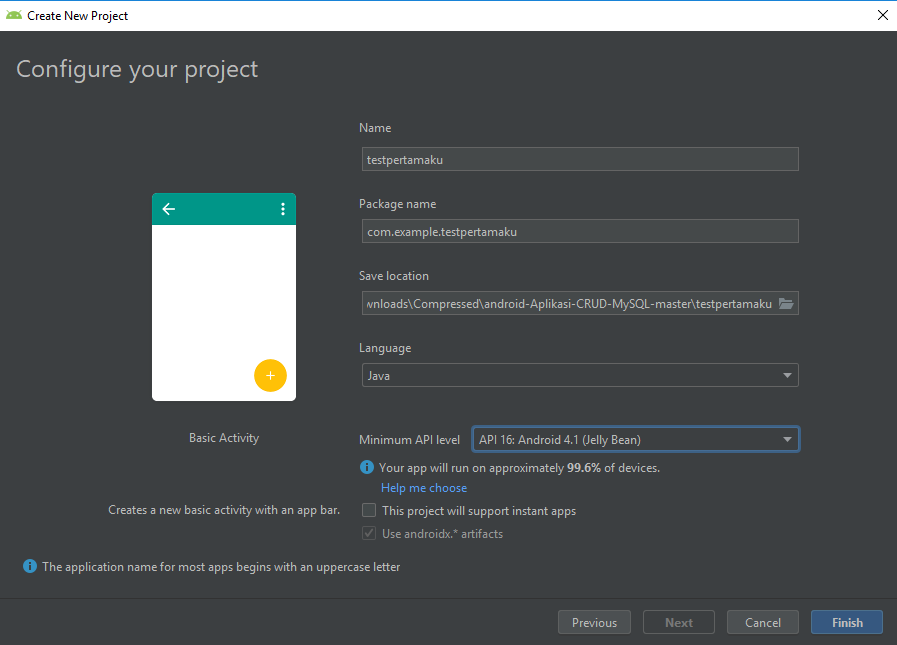 Create New Project
Configure your project
Name
testpertamaku
Package name
com.example.testpertamaku
Save location
wnloads\Compressed\android-Aplikasi-CRUD-MySQL-master\testpertamaku
Language
Java
Basic Activity
Minimum API level API 16: Android 4.1 (Jelly Bean)
Your app will run on approximately 99.6% of devices.
Help me choose
Creates a new basic activity with an app bar.
This project will support instant apps
Use androidx.* artifacts
The application name for most apps begins with an uppercase letter
Previous Next Cancel Finish